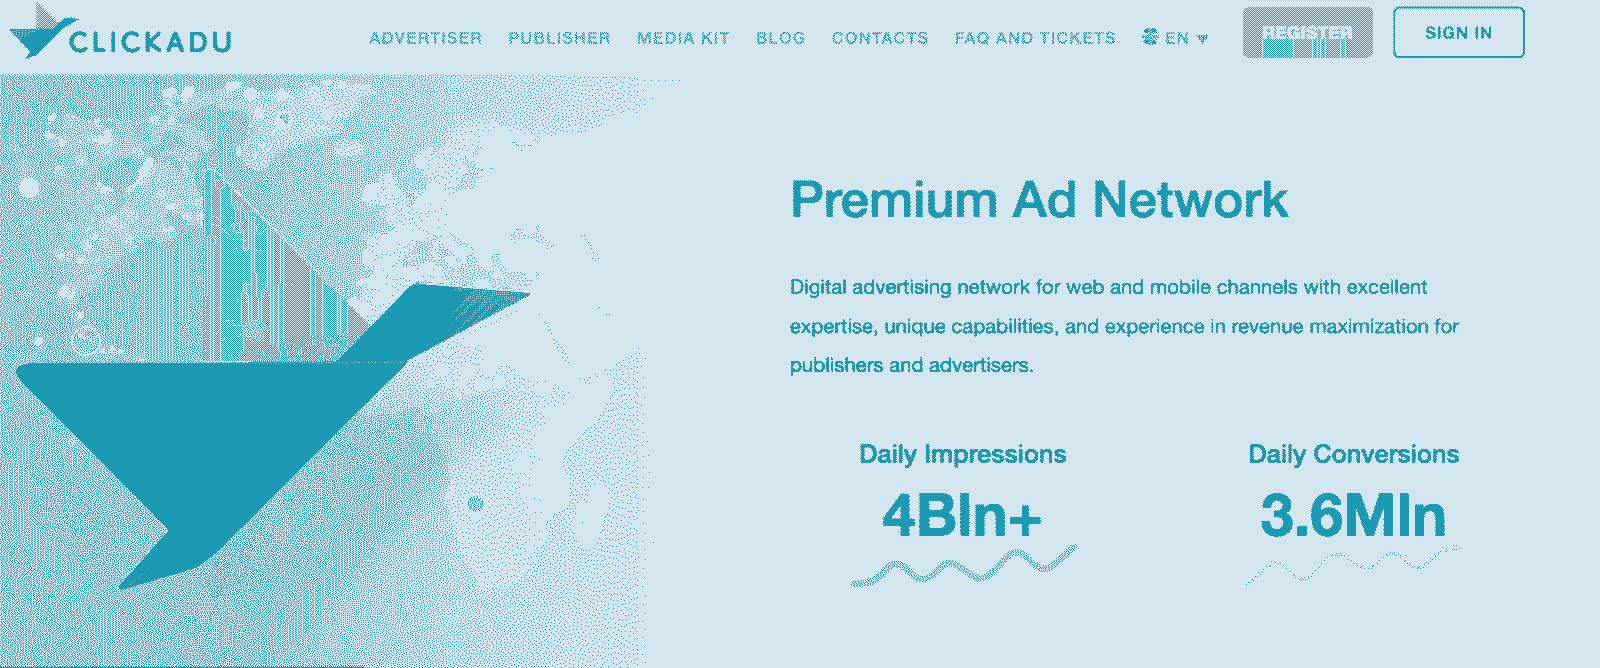 CLICKADU
ADVERTISER PUBLISHER MEDIA KIT BLOG CONTACTS FAQ AND TICKETS EN REGISTER SIGN IN
Premium Ad Network
Digital advertising network for web and mobile channels with excellent
expertise, unique capabilities, and experience in revenue maximization for
publishers and advertisers.
Daily Impressions Daily Conversions
4Bln+ 3.6Mln